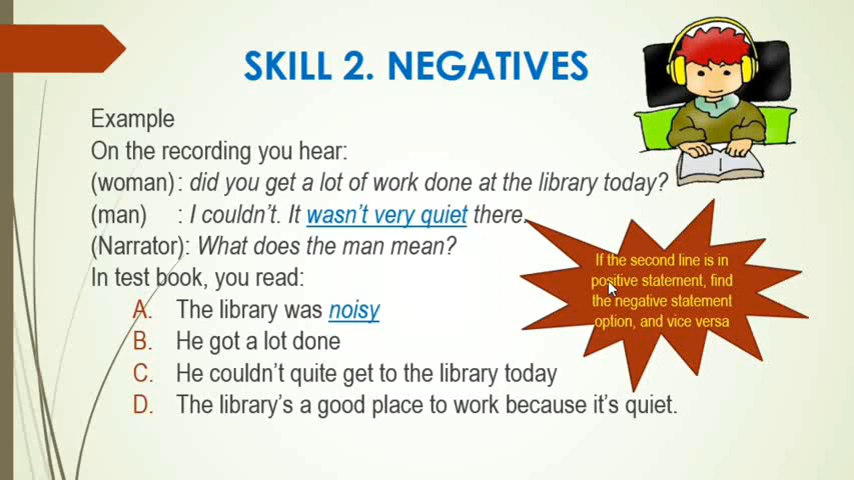 SKILL 2. NEGATIVES
Example
On the recording you hear:
(woman) : did you get a lot of work done at the library today?
(man) : I couldn't. It wasn't very quiet there.
(Narrator): What does the man mean?
In test book, you read:
A. The library was noisy
B. He got a lot done
C. He couldn't quite get to the library today
D. The library's a good place to work because it's quiet.
If the second line is in
positive statement, find
the negative statement
option, and vice versa